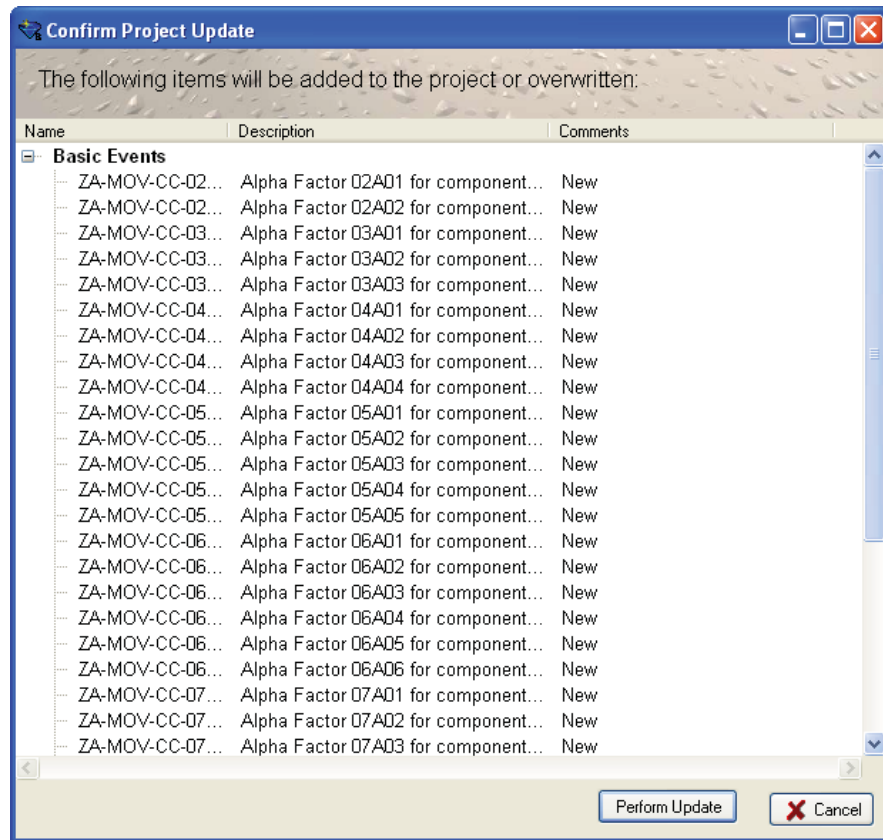 Confirm Project Update
The following items will be added to the project or overwritten:
Name Description Comments
Basic Events
ZA-MOV-CC-02... Alpha Factor 02A01 for component... New
ZA-MOV-CC-02... Alpha Factor 02A02 for component... New
ZA-MOV-CC-03... Alpha Factor 03A01 for component... New
ZA-MOV-CC-03... Alpha Factor 03A02 for component... New
ZA-MOV-CC-03... Alpha Factor 03A03 for component... New
ZA-MOV-CC-04... Alpha Factor 04A01 for component... New
ZA-MOV-CC-04... Alpha Factor 04A02 for component... New
ZA-MOV-CC-04... Alpha Factor 04A03 for component... New
ZA-MOV-CC-04... Alpha Factor 04A04 for component... New
ZA-MOV-CC-05... Alpha Factor 05A01 for component... New
ZA-MOV-CC-05... Alpha Factor 05A02 for component... New
ZA-MOV-CC-05... Alpha Factor 05A03 for component... New
ZA-MOV-CC-05... Alpha Factor 05A04 for component... New
ZA-MOV-CC-05... Alpha Factor 05A05 for component... New
ZA-MOV-CC-06... Alpha Factor 06A01 for component... New
ZA-MOV-CC-06... Alpha Factor 06A02 for component... New
ZA-MOV-CC-06... Alpha Factor 06A03 for component... New
ZA-MOV-CC-06... Alpha Factor 06A04 for component... New
ZA-MOV-CC-06... Alpha Factor 06A05 for component... New
ZA-MOV-CC-06... Alpha Factor 06A06 for component... New
ZA-MOV-CC-07... Alpha Factor 07A01 for component... New
ZA-MOV-CC-07... Alpha Factor 07A02 for component... New
ZA-MOV-CC-07... Alpha Factor 07A03 for component... New
Perform Update Cancel